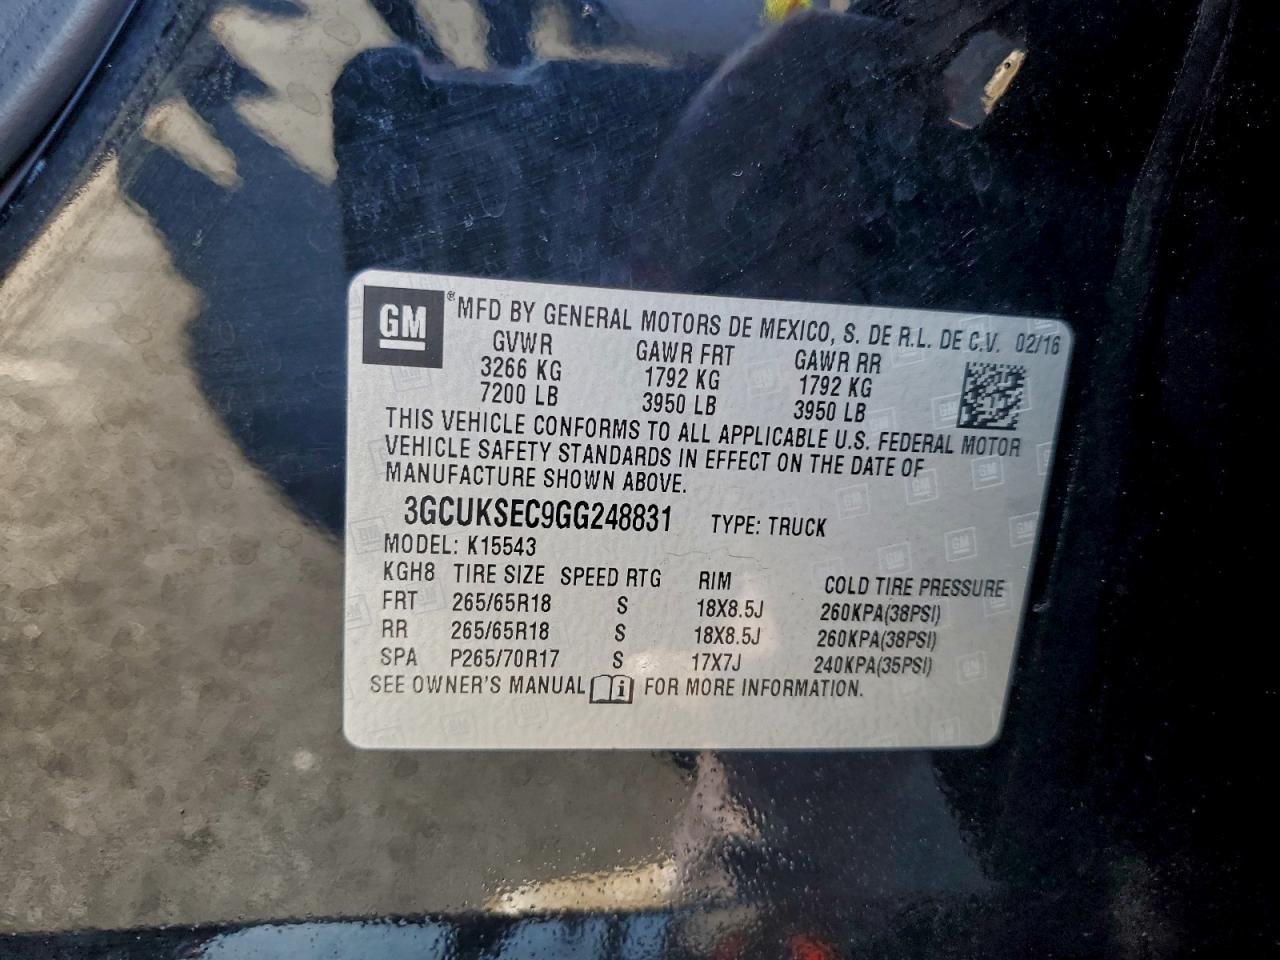 GM ® MFD BY GENERAL MOTORS DE MEXICO, S. DE R.L. DE C.V. 02/16
GVWR GAWR FRT GAWR RR
3266 KG 1792 KG 1792 KG
7200 LB 3950 LB 3950 LB
THIS VEHICLE CONFORMS TO ALL APPLICABLE U.S. FEDERAL MOTOR
VEHICLE SAFETY STANDARDS IN EFFECT ON THE DATE OF
MANUFACTURE SHOWN ABOVE.
3GCUKSEC9GG248831 TYPE: TRUCK
MODEL: K15543
KGH8 TIRE SIZE SPEED RTG RIM COLD TIRE PRESSURE
FRT 265/65R18 S 18X8.5J 260KPA(38PSI)
RR 265/65R18 S 18X8.5J 260KPA(38PSI)
SPA P265/70R17 S 17X7J 240KPA(35PSI)
SEE OWNER'S MANUAL i FOR MORE INFORMATION.